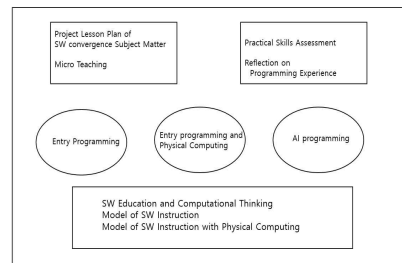 Project Lesson Plan of
SW convergence Subject Matter
Micro Teaching
Practical Skills Assessment
Reflection on
Programming Experience
Entry Programming
Entry programming and
Physical Computing
AI programming
SW Education and Computational Thinking
Model of SW Instruction
Model of SW Instruction with Physical Computing